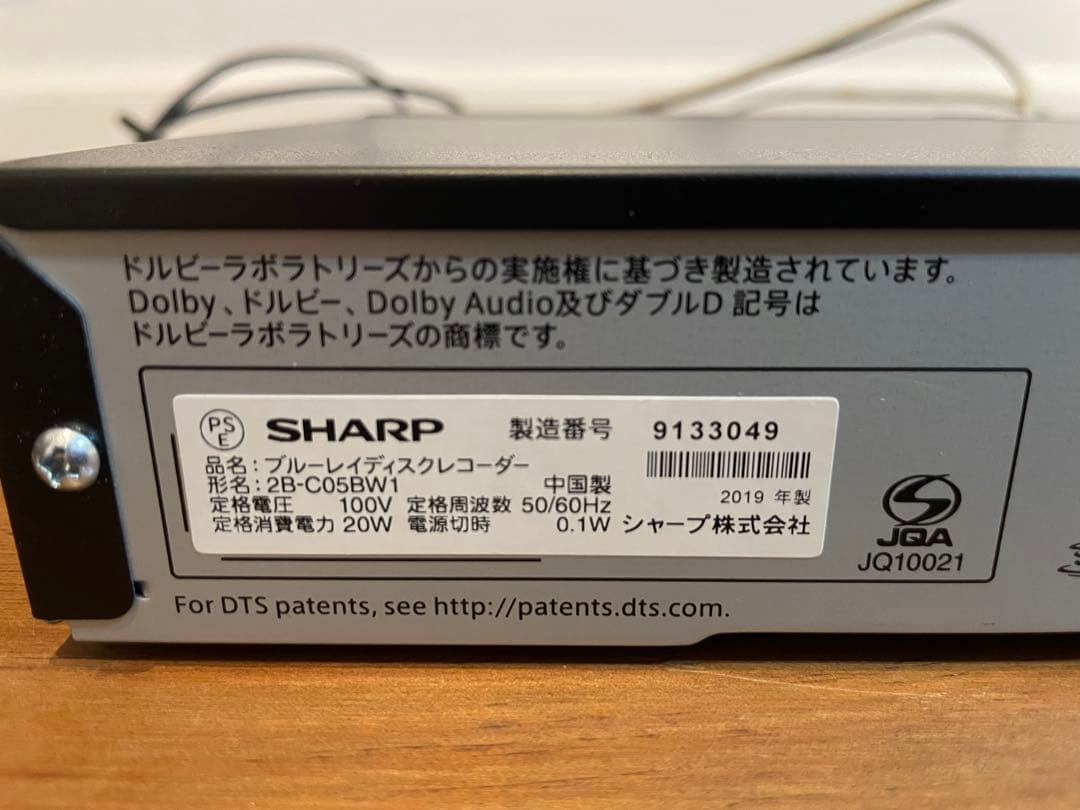 ドルビーラボラトリーズからの実施権に基づき製造されています。
Dolby、ドルビー、Dolby Audio及びダブルD 記号は
ドルビーラボラトリーズの商標です。
PS
E
SHARP 製造番号 9133049
品名:ブルーレイディスクレコーダー
形名:2B-C05BW1 中国製
2019 年製
定格電圧 100V 定格周波数 50/60Hz
定格消費電力 20W 電源切時 0.1W シャープ株式会社
JQA
JQ10021
For DTS patents, see http://patents.dts.com.